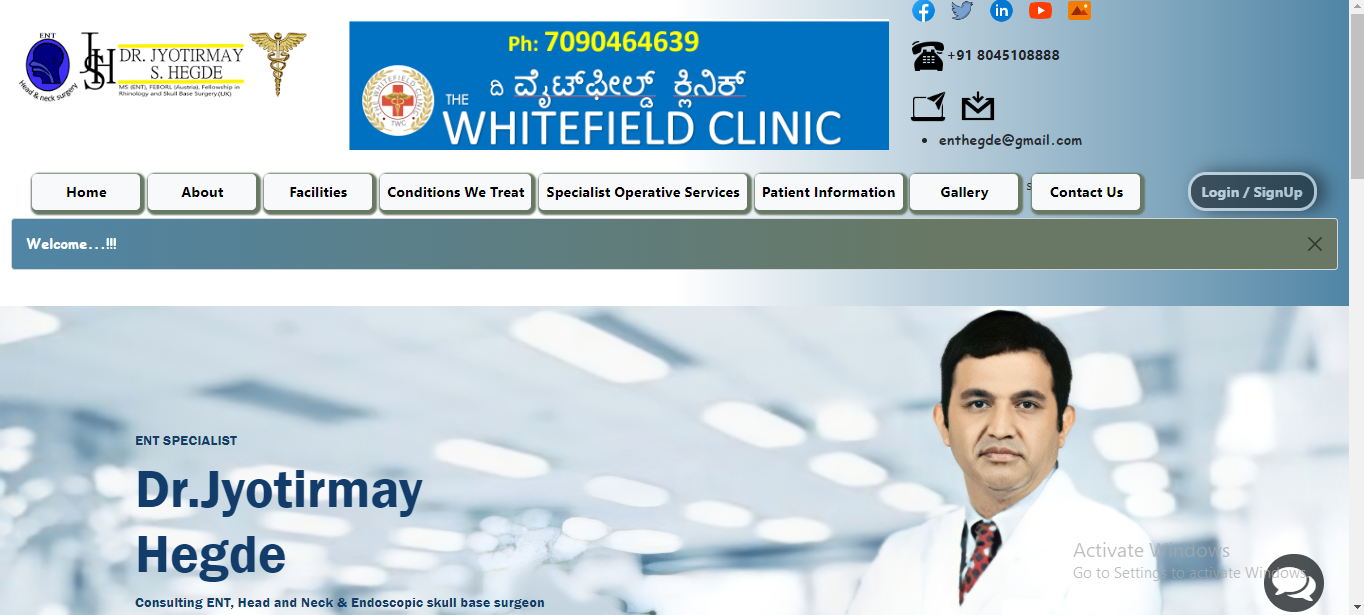 ENT
Head & neck surgery
JSH
DR. JYOTIRMAY
S. HEGDE
MS (ENT), FEBORL (Austria), Fellowship in
Rhinology and Skull Base Surgery.(UK)
Ph: 7090464639
ದಿ ವೈಟ್‌ಫೀಲ್ಡ್ ಕ್ಲಿನಿಕ್
THE
WHITEFIELD CLINIC
THE WHITEFIELD CLINIC
TWC
in
+91 8045108888
• enthegde@gmail.com
s
Home
About
Facilities
Conditions We Treat
Specialist Operative Services
Patient Information
Gallery
Contact Us
Login / SignUp
Welcome...!!!
ENT SPECIALIST
Dr.Jyotirmay
Hegde
Consulting ENT, Head and Neck & Endoscopic skull base surgeon
Activate Windows
Go to Settings to activate Windows.